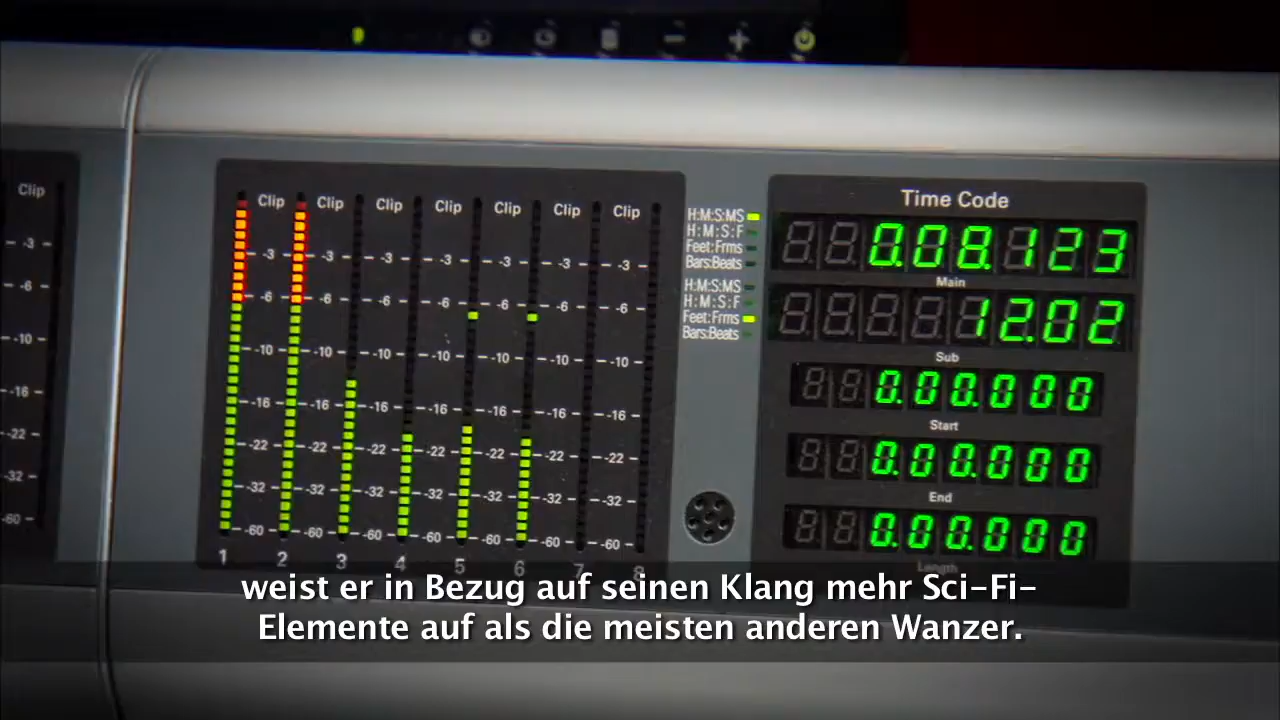 Clip
-3
-6
-10
-16
-22
-32
-60
Clip Clip Clip Clip Clip Clip Clip
-3 -3 -3 -3 -3 -3 -3
-6 -6 -6 -6 -6 -6 -6
-10 -10 -10 -10 -10 -10 -10
-16 -16 -16 -16 -16 -16 -16
-22 -22 -22 -22 -22 -22 -22
-32 -32 -32 -32 -32 -32 -32
-60 -60 -60 -60 -60 -60 -60
1 2 3 4 5 6 7 8
H:M:S:MS
H:M:S:F
Feet:Frms
Bars:Beats
H:M:S:MS
H:M:S:F
Feet:Frms
Bars:Beats
Time Code
0.08.123
Main
12.02
Sub
0.00.000
Start
0.00.000
End
0.00.000
Length
weist er in Bezug auf seinen Klang mehr Sci-Fi-
Elemente auf als die meisten anderen Wanzer.